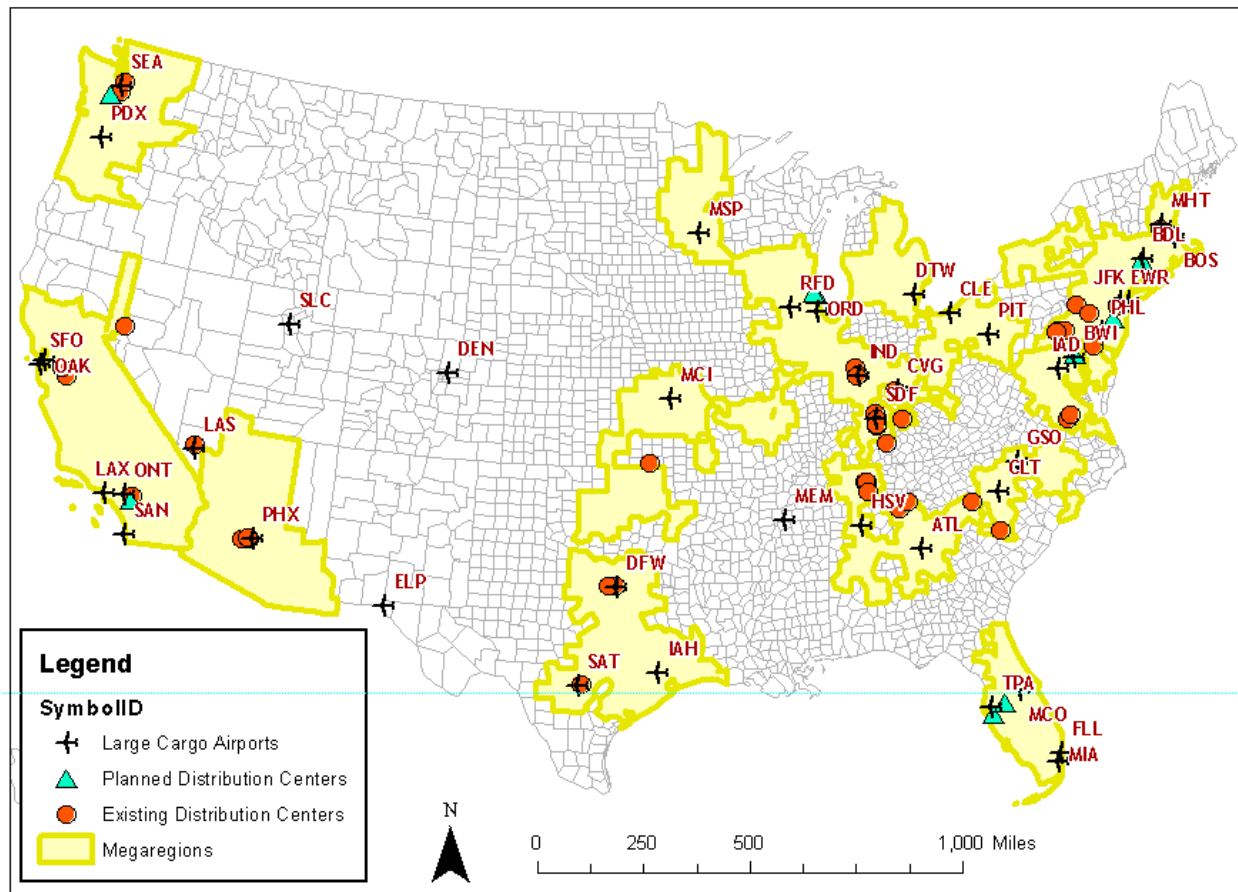 SEA
PDX
MSP
MHT
BDL
BOS
DTW
RFD
CLE
JFK EWR
SLC
ORD
PHL
PIT
BWI
SFO
IAD
OAK
DEN
IND
CVG
MCI
SDF
LAS
GSO
LAX ONT
CLT
SAN
MEM
HSV
PHX
ATL
DFW
ELP
IAH
SAT
TPA
MCO
FLL
MIA
Legend
SymbolID
Large Cargo Airports
Planned Distribution Centers
Existing Distribution Centers
Megaregions
N
0 250 500 1,000 Miles